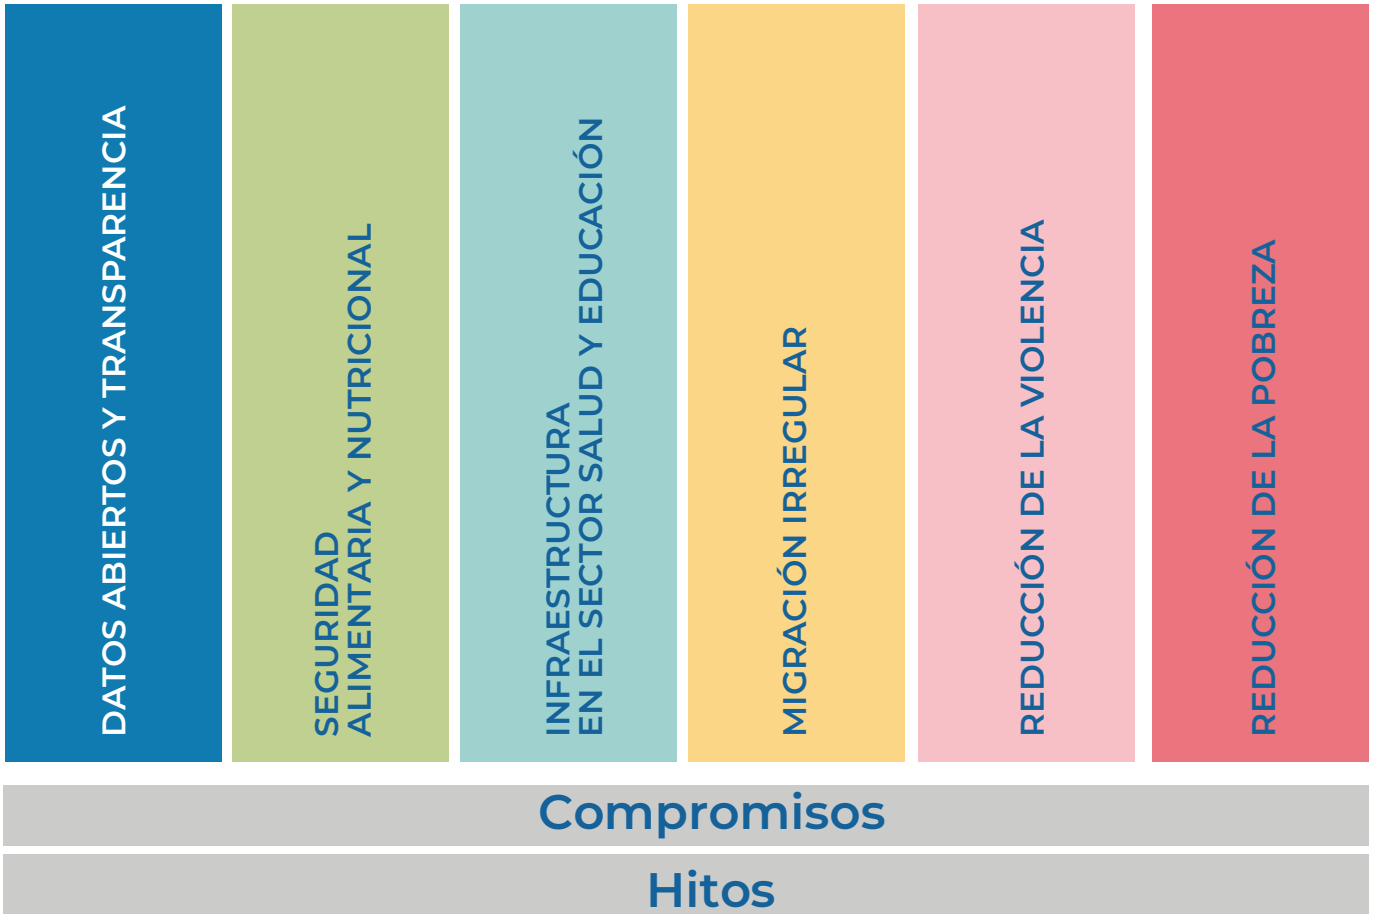 DATOS ABIERTOS Y TRANSPARENCIA
SEGURIDAD
ALIMENTARIA Y NUTRICIONAL
INFRAESTRUCTURA
EN EL SECTOR SALUD Y EDUCACIÓN
MIGRACIÓN IRREGULAR
REDUCCIÓN DE LA VIOLENCIA
REDUCCIÓN DE LA POBREZA
Compromisos
Hitos